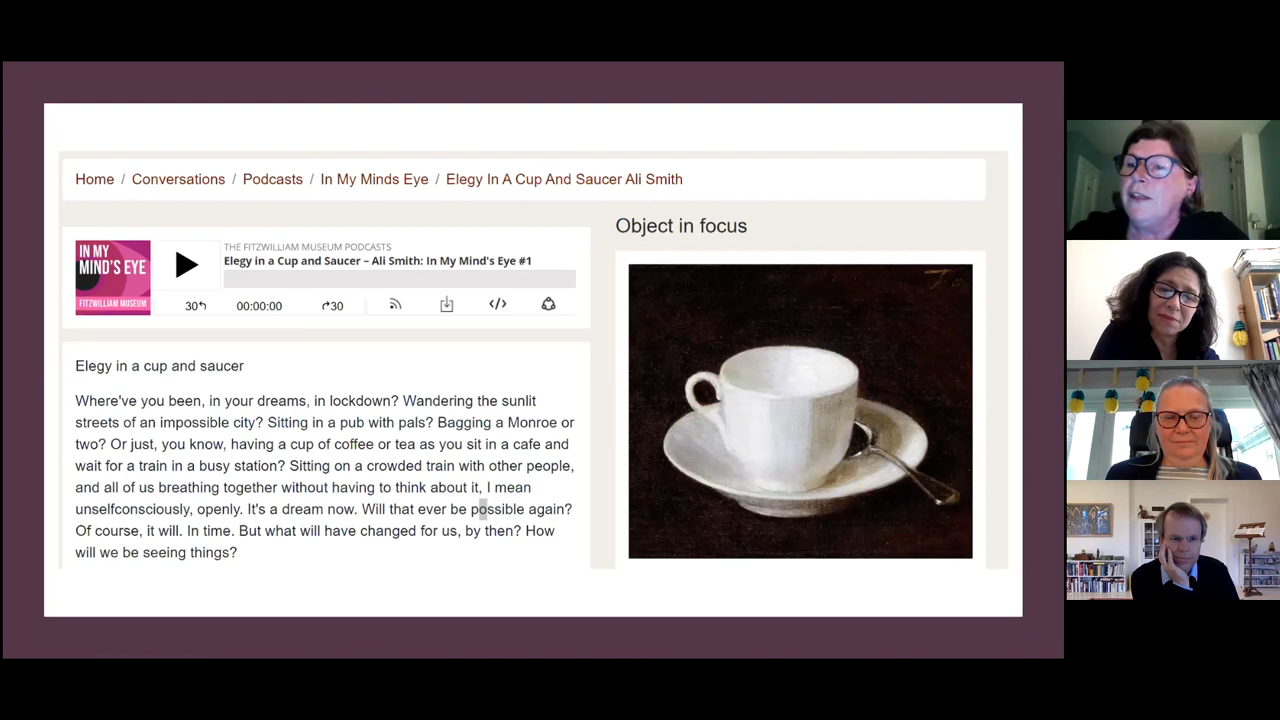 Home / Conversations / Podcasts / In My Minds Eye / Elegy In A Cup And Saucer Ali Smith
IN MY
MIND'S EYE
FITZWILLIAM MUSEUM
THE FITZWILLIAM MUSEUM PODCASTS
Elegy in a Cup and Saucer – Ali Smith: In My Mind's Eye #1
30
00:00:00
30
Elegy in a cup and saucer
Where've you been, in your dreams, in lockdown? Wandering the sunlit
streets of an impossible city? Sitting in a pub with pals? Bagging a Monroe or
two? Or just, you know, having a cup of coffee or tea as you sit in a cafe and
wait for a train in a busy station? Sitting on a crowded train with other people,
and all of us breathing together without having to think about it, I mean
unselfconsciously, openly. It's a dream now. Will that ever be possible again?
Of course, it will. In time. But what will have changed for us, by then? How
will we be seeing things?
Object in focus